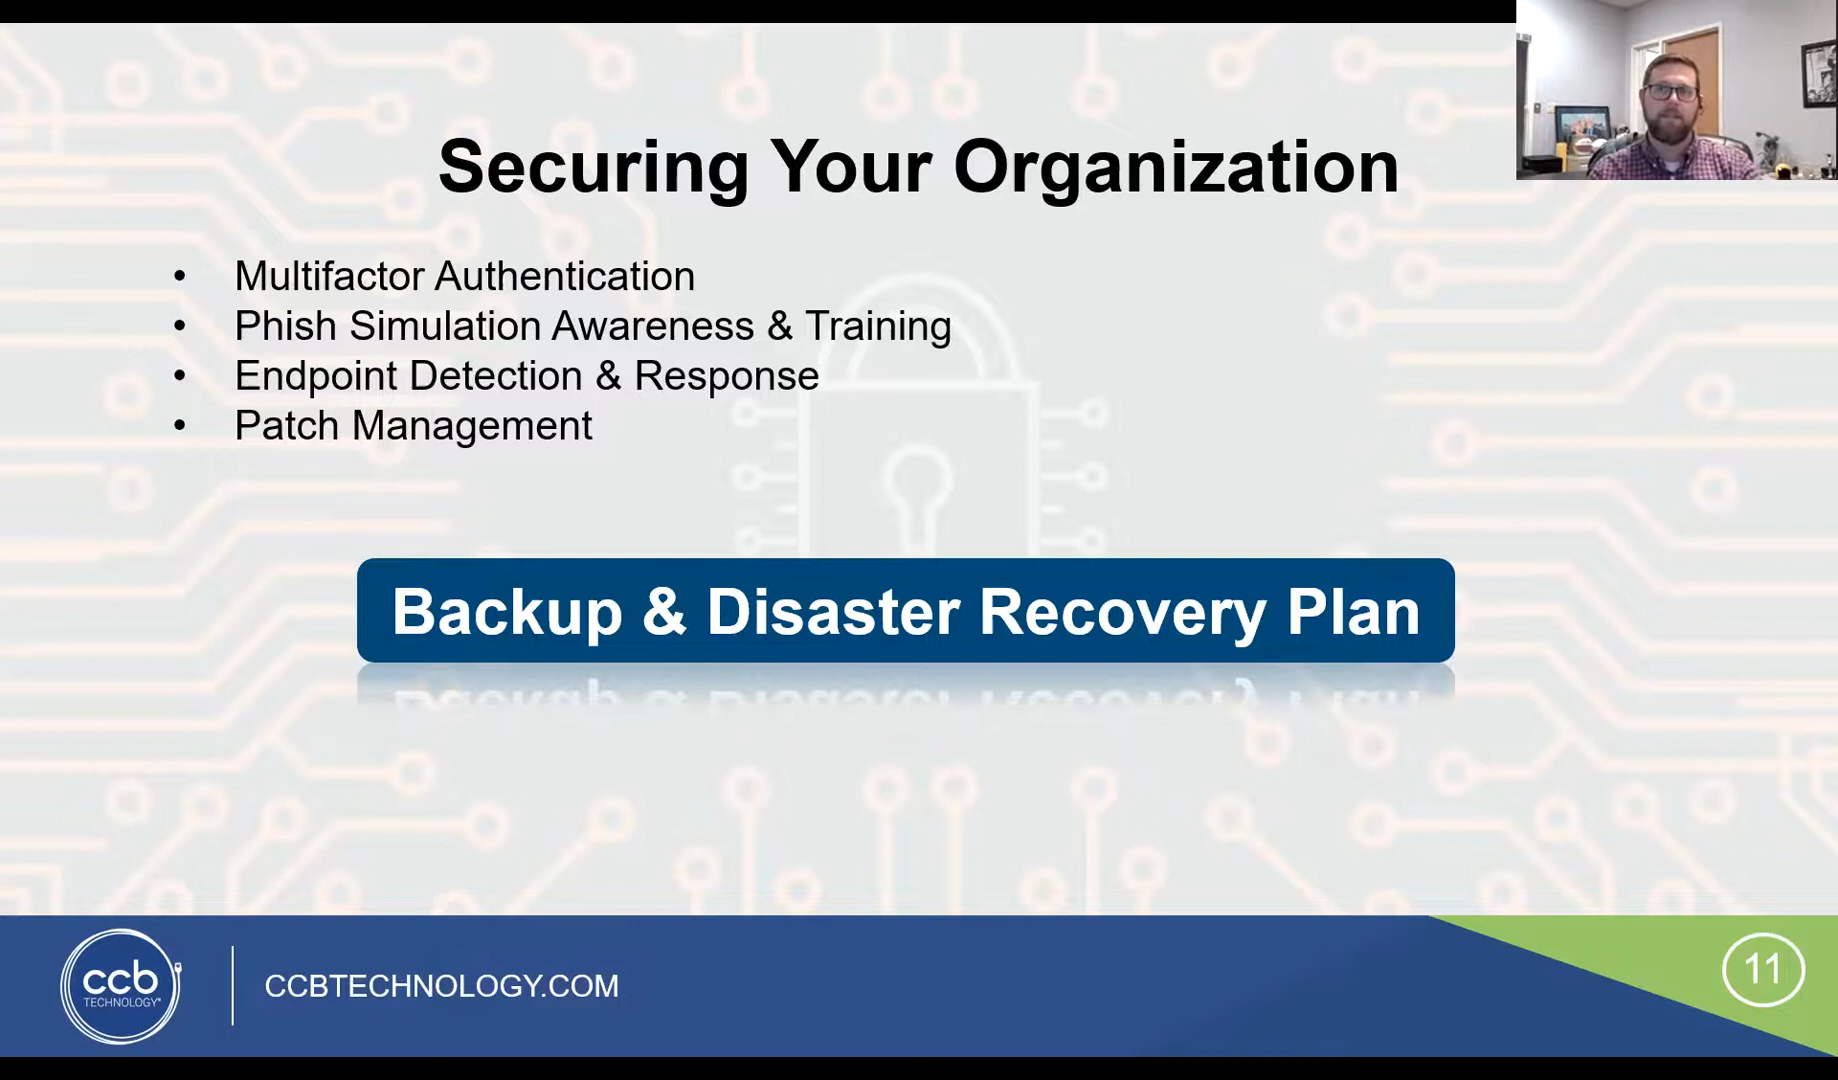 Securing Your Organization
• Multifactor Authentication
• Phish Simulation Awareness & Training
• Endpoint Detection & Response
• Patch Management
Backup & Disaster Recovery Plan
ccb
TECHNOLOGY
CCBTECHNOLOGY.COM
11